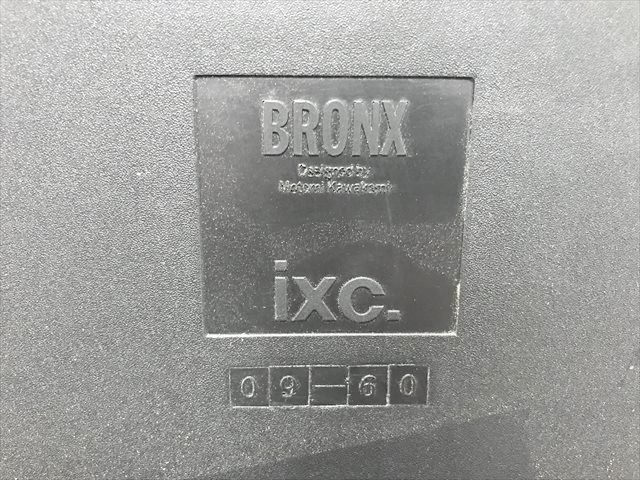 BRONX
Designed by
Motomi Kawakami
ixc.
09-60